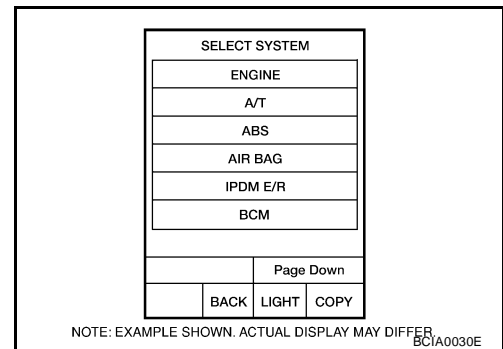 SELECT SYSTEM
ENGINE
A/T
ABS
AIR BAG
IPDM E/R
BCM
Page Down
BACK LIGHT COPY
NOTE: EXAMPLE SHOWN. ACTUAL DISPLAY MAY DIFFER.
BCIA0030E